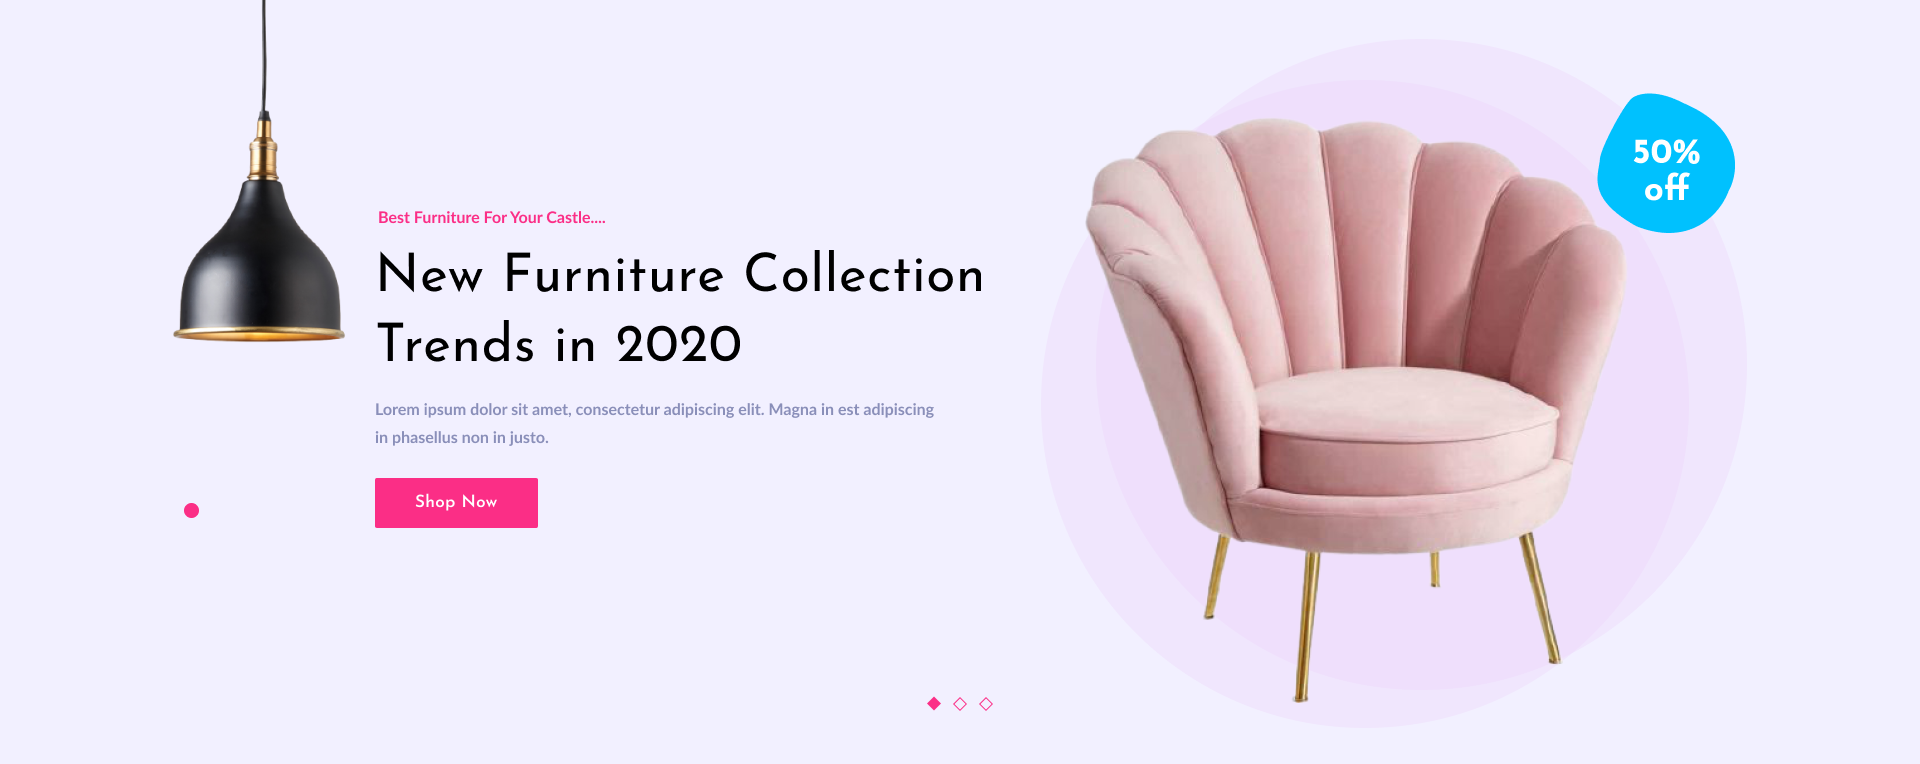 Best Furniture For Your Castle....
New Furniture Collection
Trends in 2020
Lorem ipsum dolor sit amet, consectetur adipiscing elit. Magna in est adipiscing
in phasellus non in justo.
Shop Now
50%
off